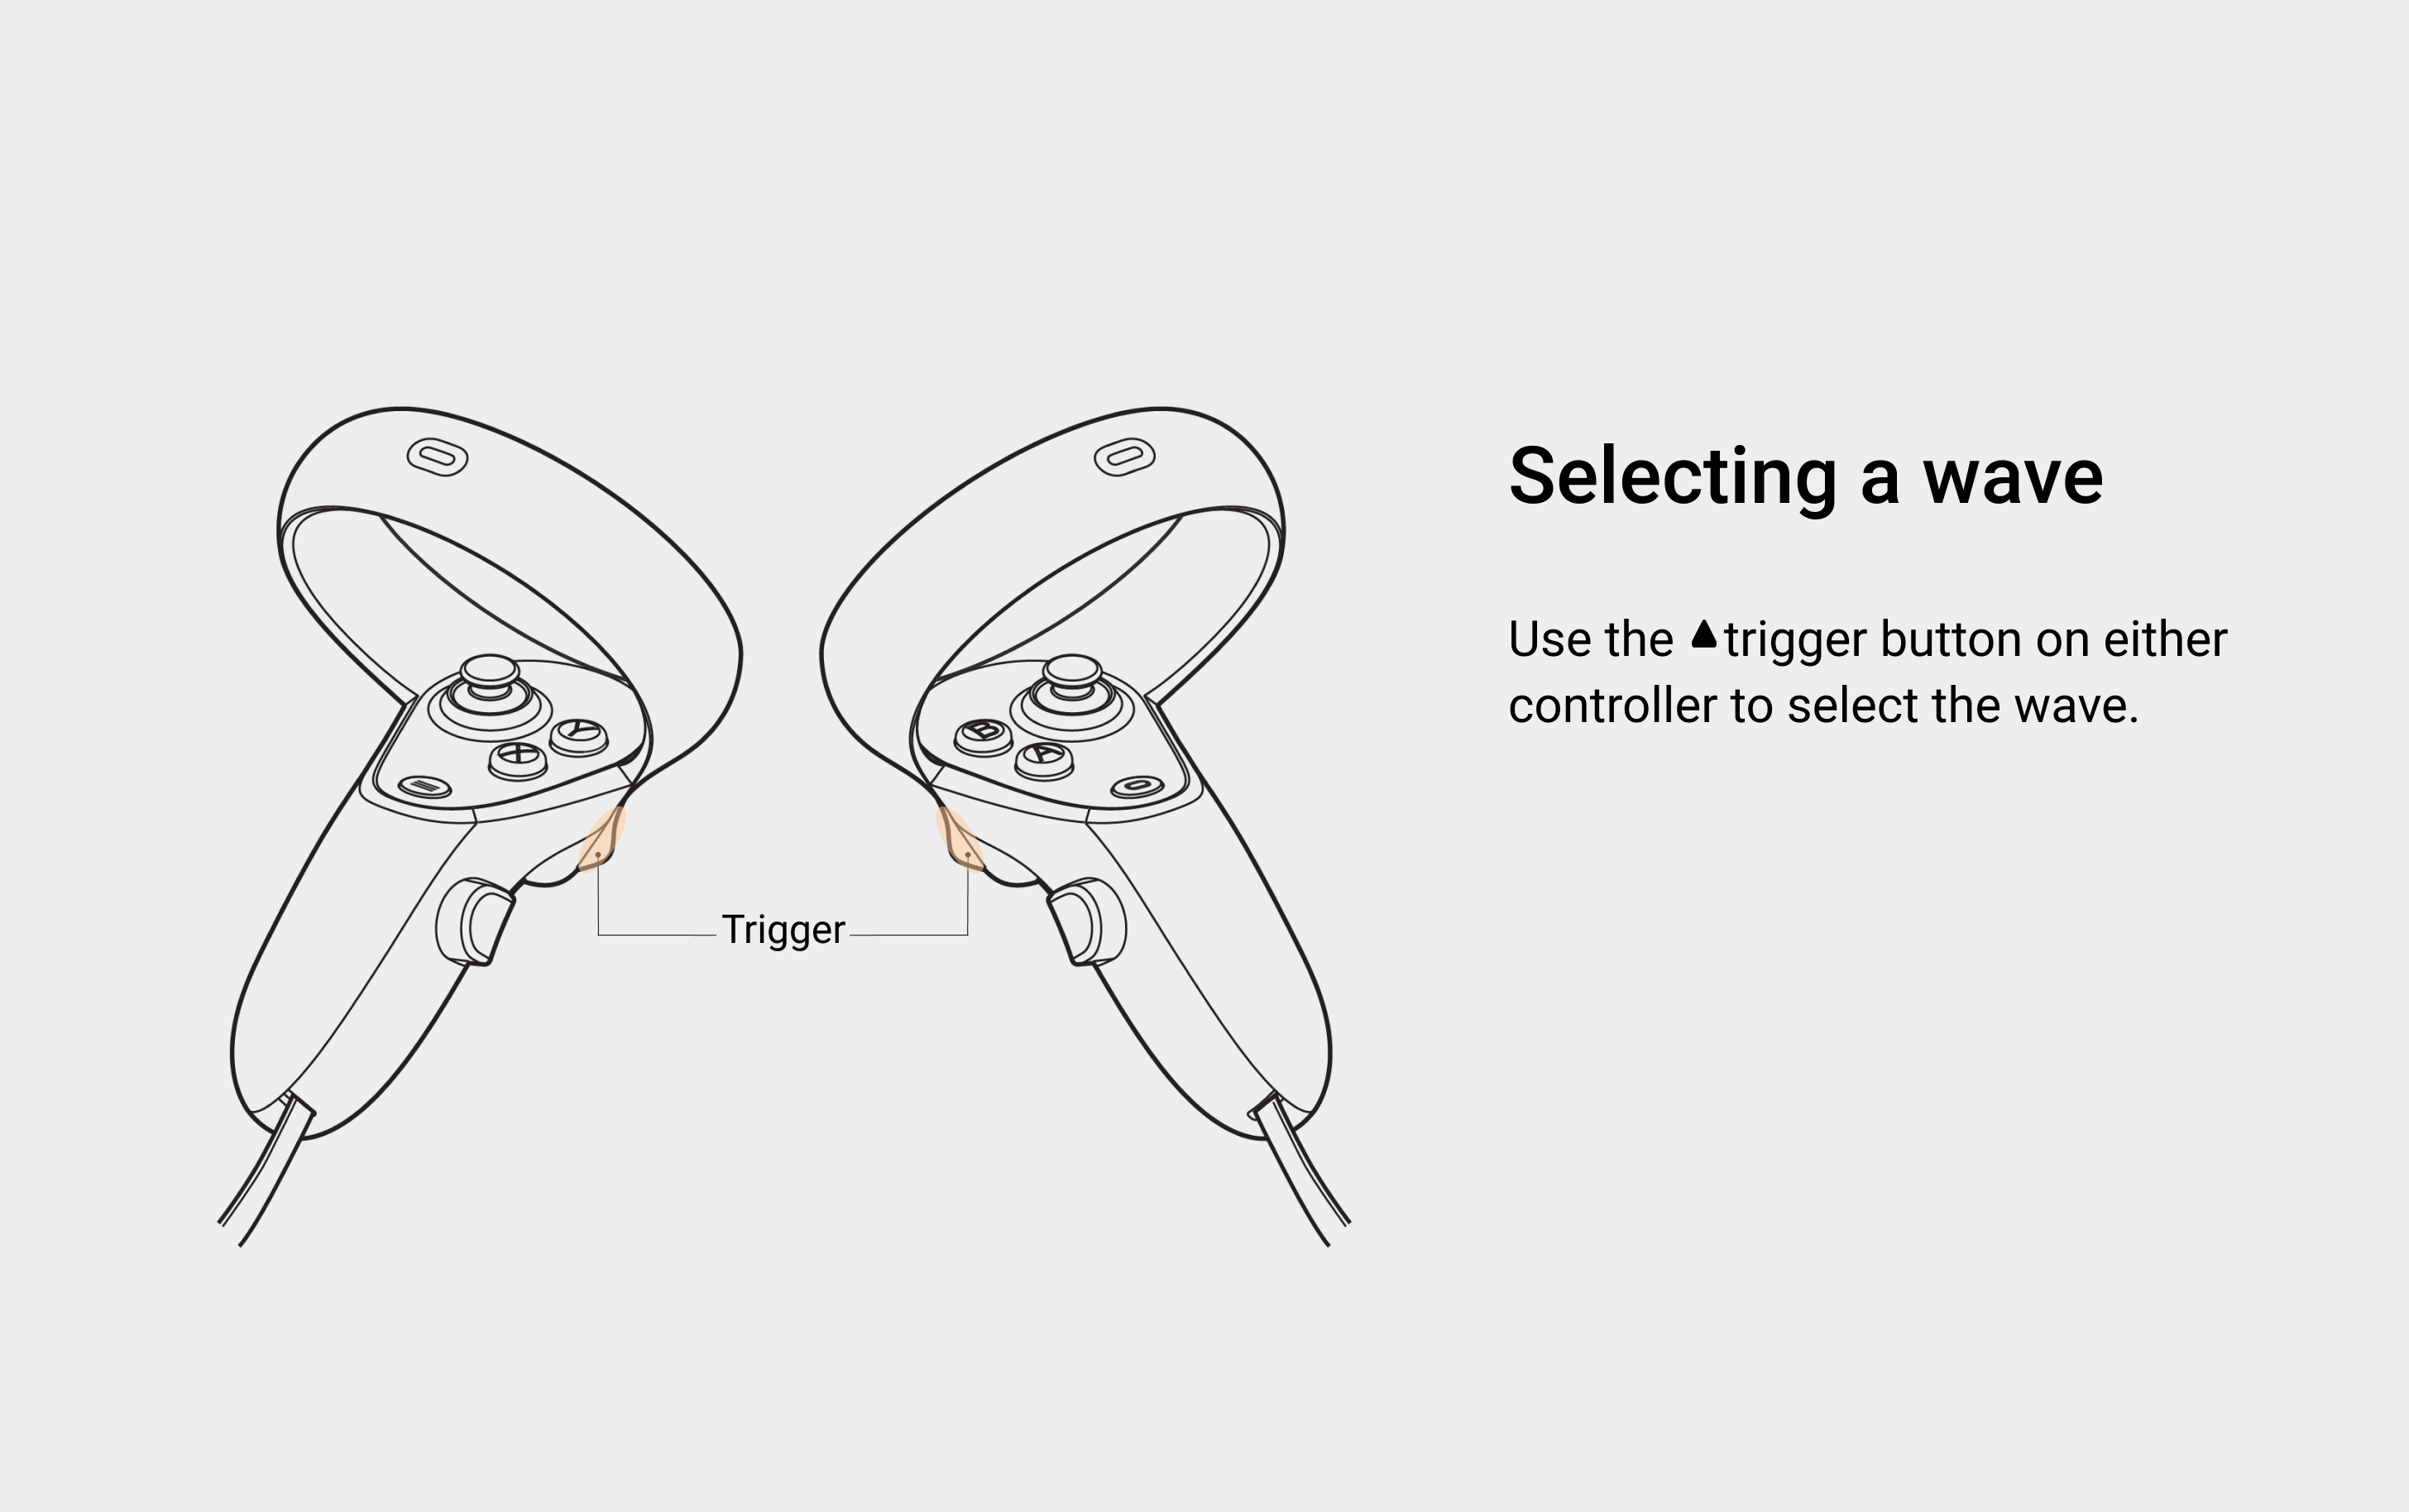 Selecting a wave
Use the ▲ trigger button on either
controller to select the wave.
Y
X
B
A
Trigger